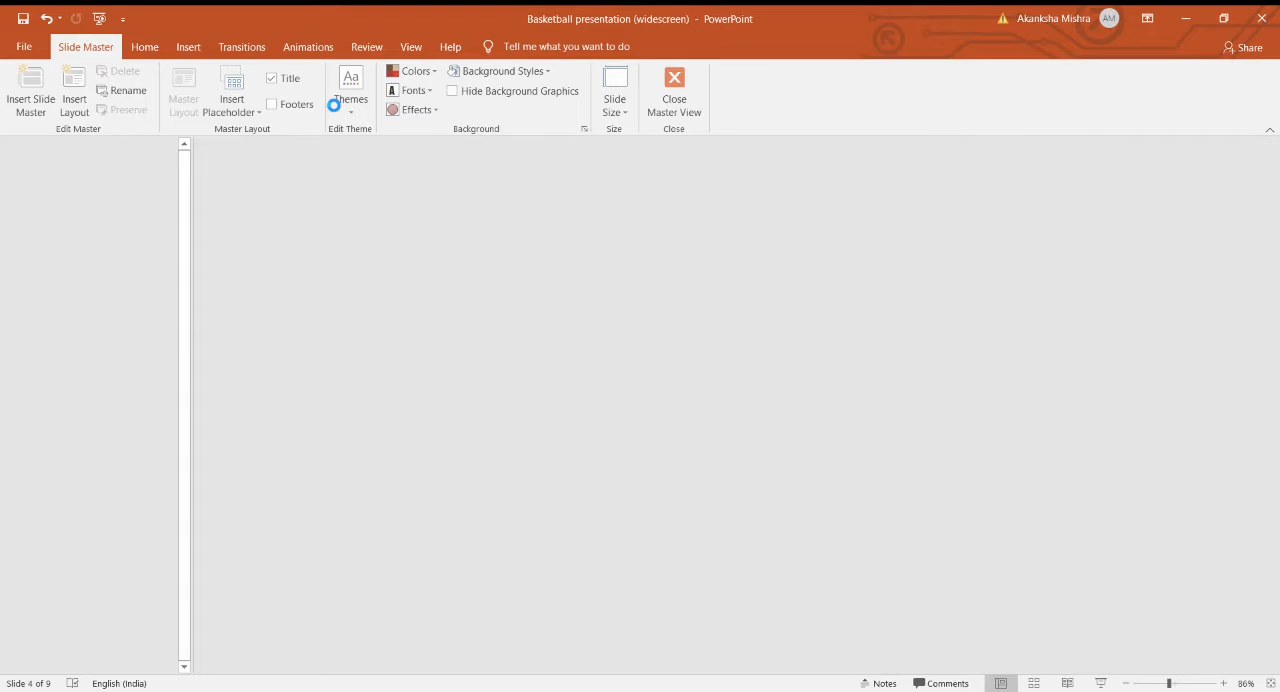 Basketball presentation (widescreen) - PowerPoint
Akanksha Mishra AM
File Slide Master Home Insert Transitions Animations Review View Help Tell me what you want to do Share
Insert Slide Master
Insert Layout
Delete
Rename
Preserve
Edit Master
Master Layout
Insert Placeholder
Title
Footers
Master Layout
Aa
Themes
Edit Theme
Colors
A Fonts
Effects
Background Styles
Hide Background Graphics
Background
Slide Size
Size
Close Master View
Close
Slide 4 of 9 English (India) Notes Comments 86%